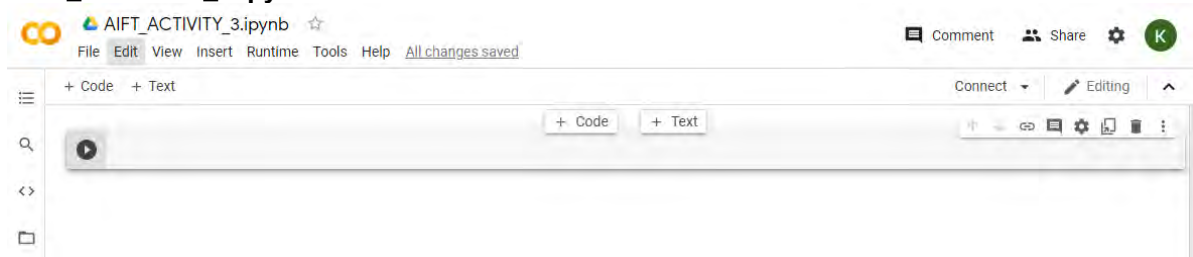 AIFT_ACTIVITY_3.ipynb
Comment Share K
File Edit View Insert Runtime Tools Help All changes saved
+ Code + Text Connect Editing
+ Code + Text